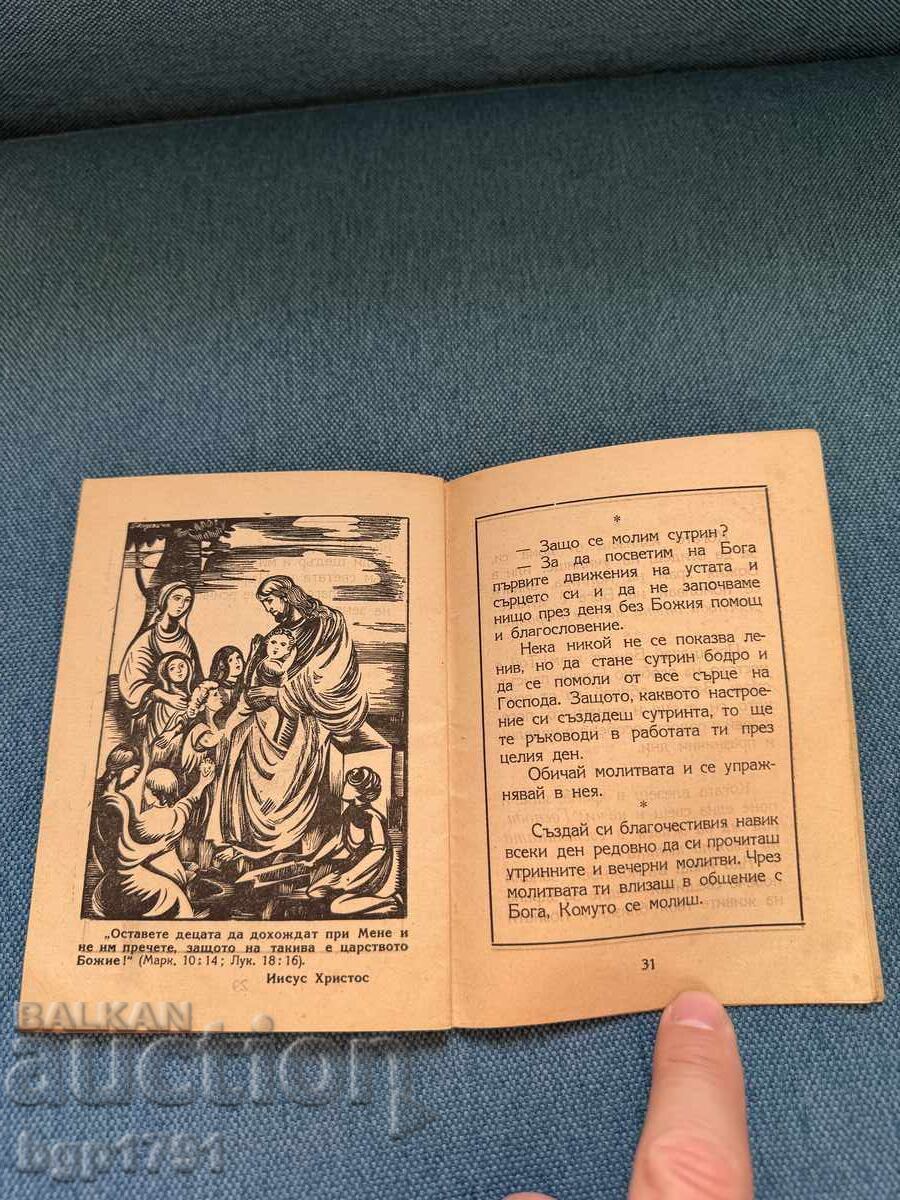 „Оставете децата да дохождат при Мене и
не им пречете, защото на такива е царството
Божие!“ (Марк. 10:14; Лук. 18:16).
Иисус Христос
*
— Защо се молим сутрин?
— За да посветим на Бога
първите движения на устата и
сърцето си и да не започваме
нищо през деня без Божия помощ
и благословение.
Нека никой не се показва ле-
нив, но да стане сутрин бодро и
да се помоли от все сърце на
Господа. Защото, каквото настрое-
ние си създадеш сутринта, то ще
те ръководи в работата ти през
целия ден.
Обичай молитвата и се упраж-
нявай в нея.
*
Създай си благочестивия навик
всеки ден редовно да си прочиташ
утринните и вечерни молитви. Чрез
молитвата ти влизаш в общение с
Бога, Комуто се молиш.
31
BALKAN
auction
bgp1791